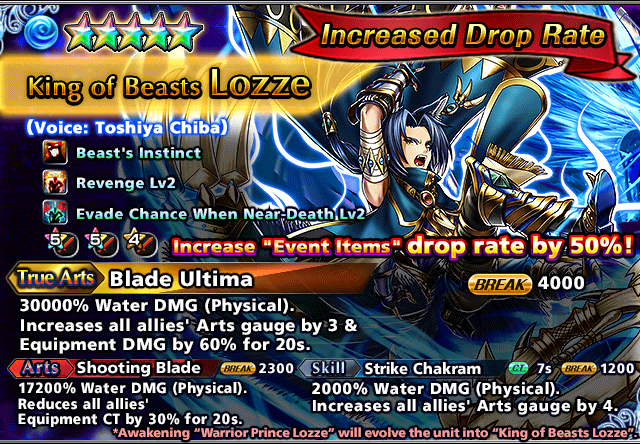 Increased Drop Rate
King of Beasts Lozze
(Voice: Toshiya Chiba)
Beast's Instinct
Revenge Lv2
Evade Chance When Near-Death Lv2
5 5 4
Increase "Event Items" drop rate by 50%!
True Arts Blade Ultima BREAK 4000
30000% Water DMG (Physical).
Increases all allies' Arts gauge by 3 &
Equipment DMG by 60% for 20s.
Arts Shooting Blade BREAK 2300
17200% Water DMG (Physical).
Reduces all allies'
Equipment CT by 30% for 20s.
Skill Strike Chakram CT 7s BREAK 1200
2000% Water DMG (Physical).
Increases all allies' Arts gauge by 4.
*Awakening "Warrior Prince Lozze" will evolve the unit into "King of Beasts Lozze".